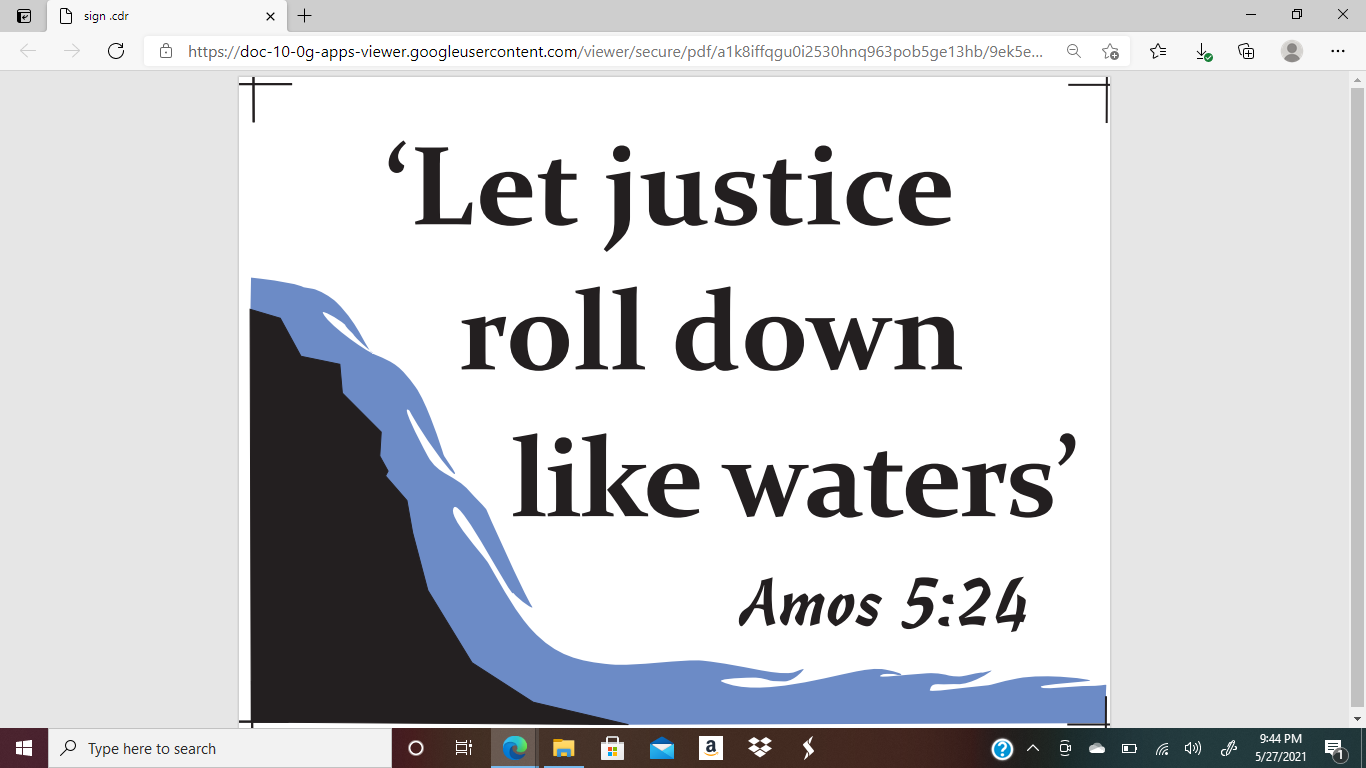 sign .cdr
https://doc-10-0g-apps-viewer.googleusercontent.com/viewer/secure/pdf/a1k8iffqgu0i2530hnq963pob5ge13hb/9ek5e...
‘Let justice
roll down
like waters’
Amos 5:24
Type here to search
9:44 PM
5/27/2021
1